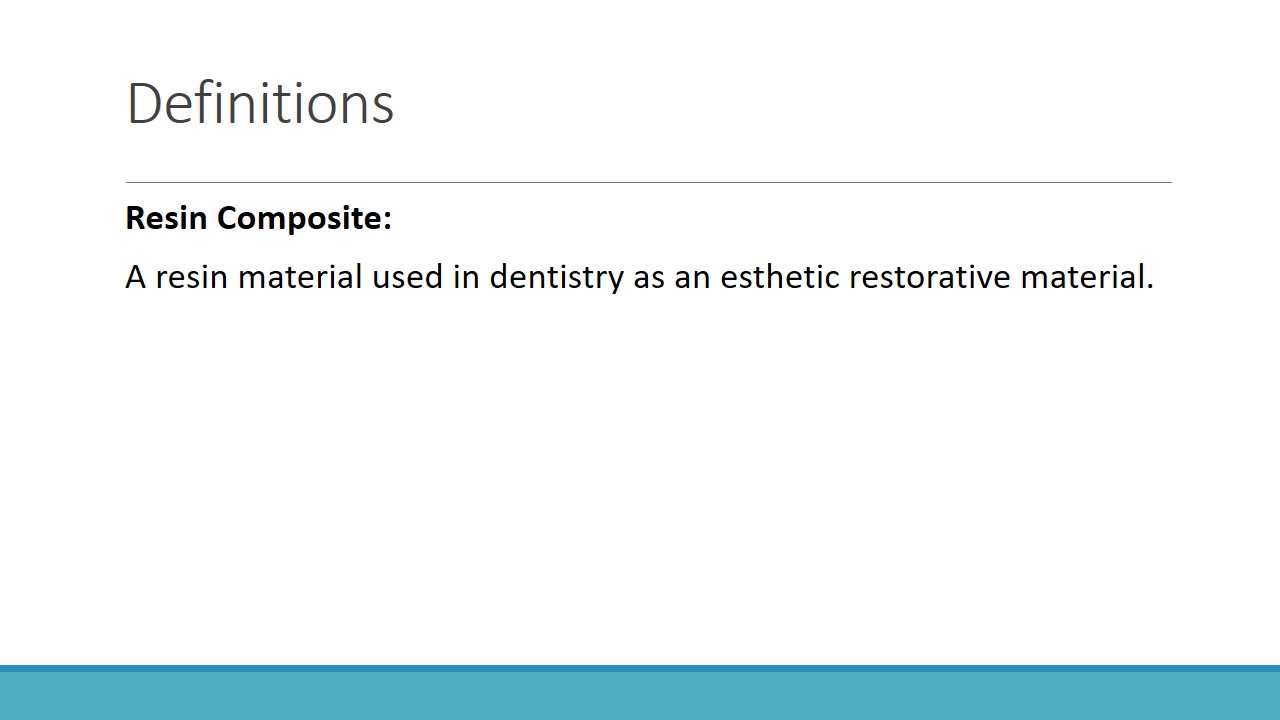 Definitions
Resin Composite:
A resin material used in dentistry as an esthetic restorative material.